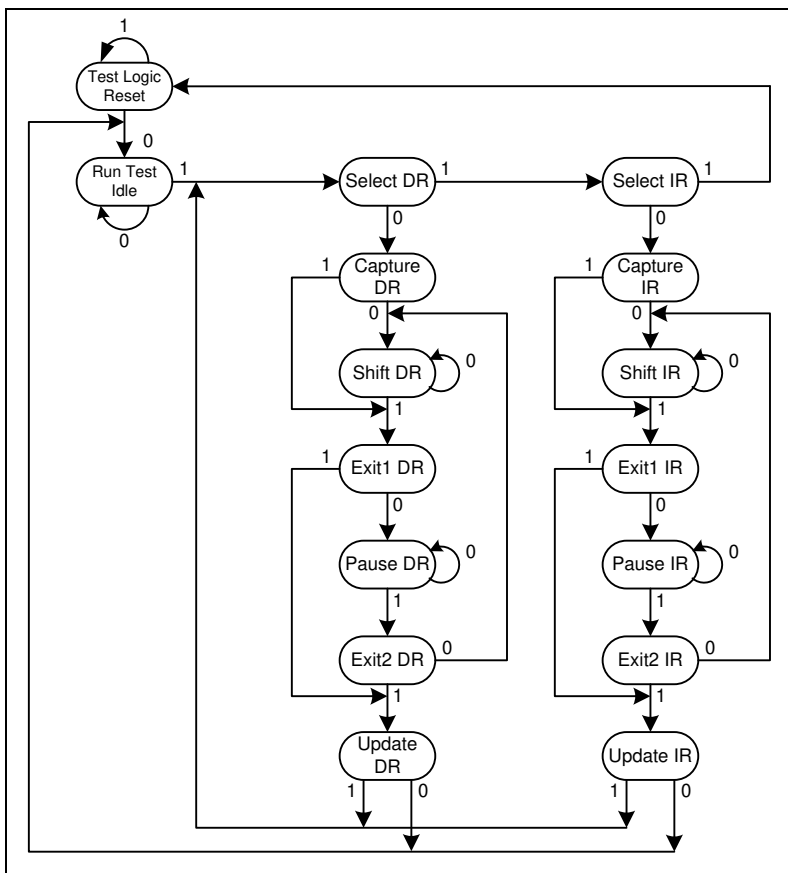 1
Test Logic
Reset
0
Run Test
Idle
1
0
Select DR
1
Select IR
1
0
0
1
Capture
DR
1
Capture
IR
0
0
Shift DR
0
Shift IR
0
1
1
1
Exit1 DR
1
Exit1 IR
0
0
Pause DR
0
Pause IR
0
1
1
Exit2 DR
0
Exit2 IR
0
1
1
Update
DR
Update IR
1
0
1
0